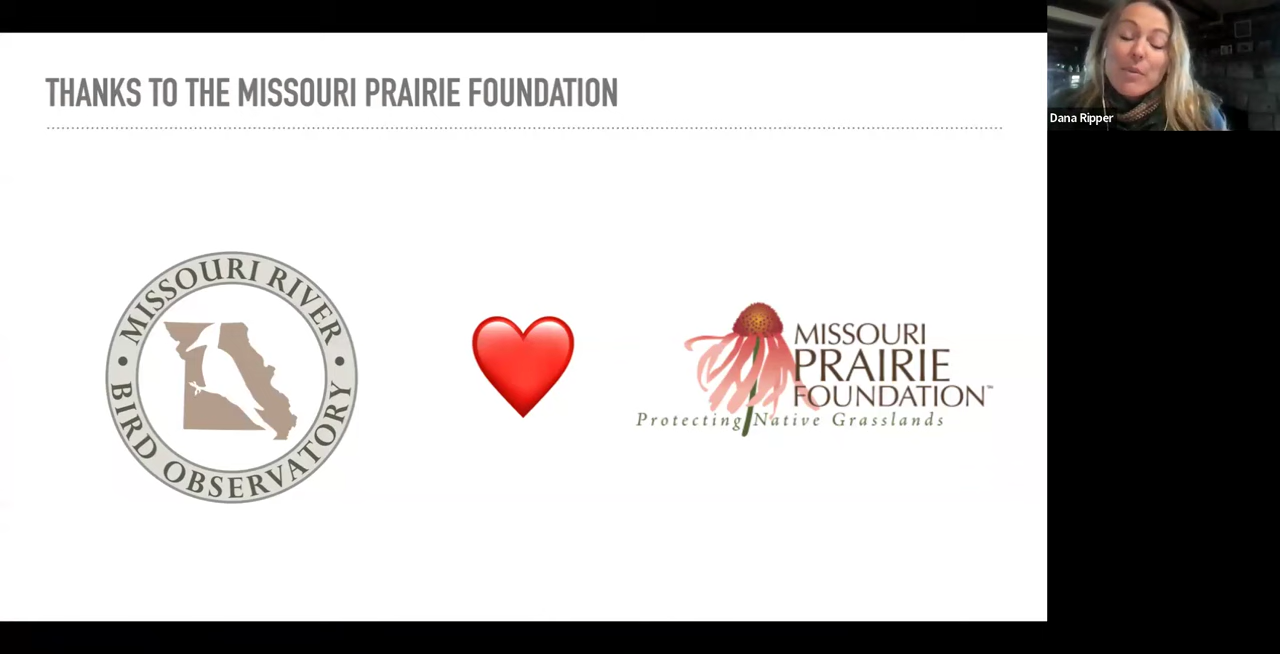 THANKS TO THE MISSOURI PRAIRIE FOUNDATION
Dana Ripper
MISSOURI RIVER
BIRD OBSERVATORY
MISSOURI
PRAIRIE
FOUNDATION™
Protecting Native Grasslands